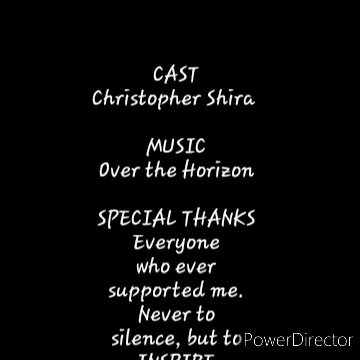 CAST
Christopher Shira
MUSIC
Over the Horizon
SPECIAL THANKS
Everyone
who ever
supported me.
Never to
silence, but to
INSPIRE
PowerDirector